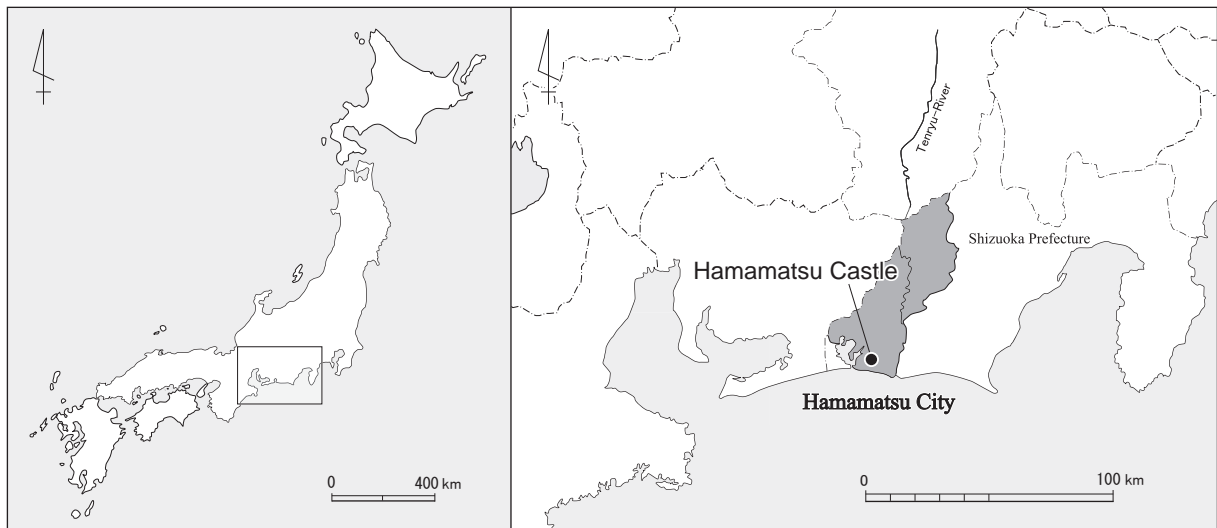 0
400 km
Tenryu-River
Shizuoka Prefecture
Hamamatsu Castle
Hamamatsu City
0
100 km